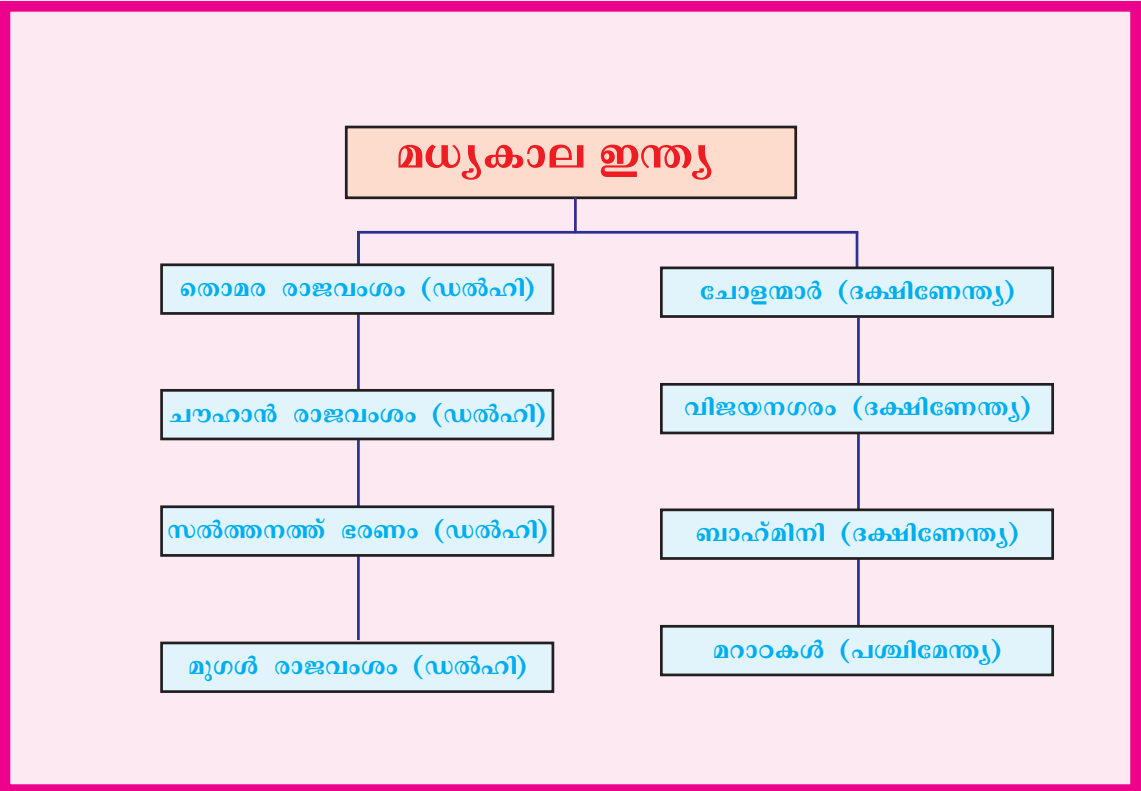 മധ്യകാല ഇന്ത്യ
തൊമര രാജവംശം (ഡൽഹി)
ചൗഹാൻ രാജവംശം (ഡൽഹി)
സൽത്തനത്ത് ഭരണം (ഡൽഹി)
മുഗൾ രാജവംശം (ഡൽഹി)
ചോളന്മാർ (ദക്ഷിണേന്ത്യ)
വിജയനഗരം (ദക്ഷിണേന്ത്യ)
ബാഹ്മിനി (ദക്ഷിണേന്ത്യ)
മറാഠകൾ (പശ്ചിമേന്ത്യ)